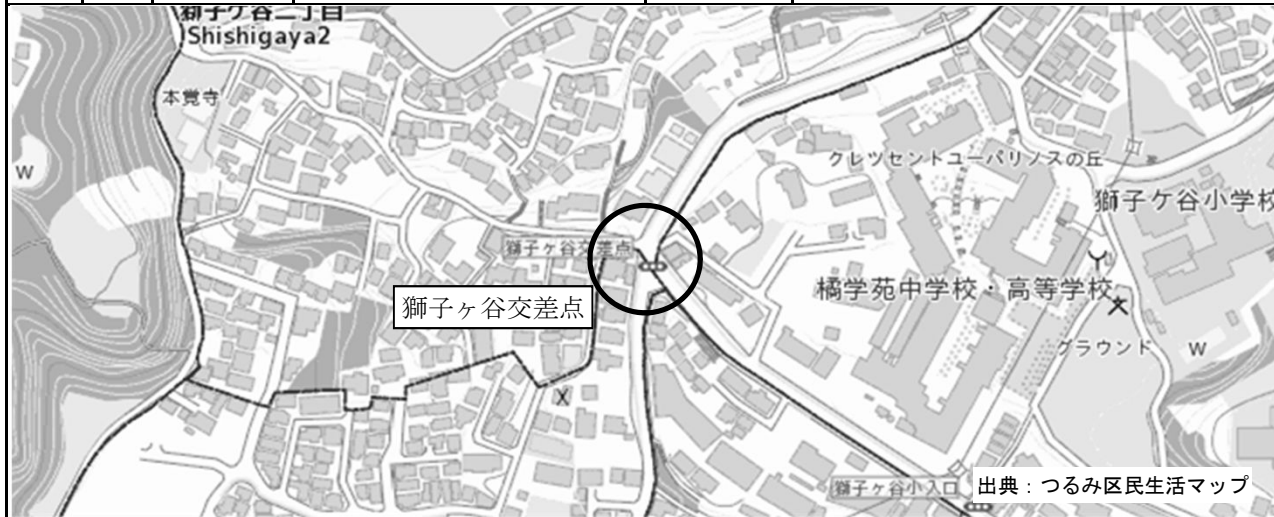 獅子ケ谷二丁目
Shishigaya2
本覚寺
W
クレツセントユーパリノスの丘
獅子ケ谷小学校
獅子ヶ谷交差点
獅子ヶ谷交差点
橘学苑中学校・高等学校
グラウンド
W
獅子ヶ谷小入口
出典：つるみ区民生活マップ